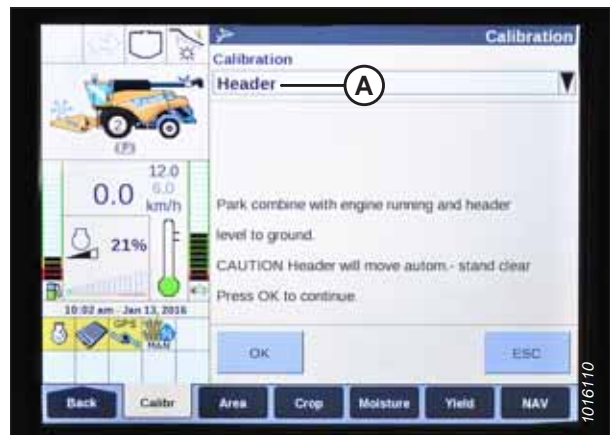 Calibration
Calibration
Header
A
2
(P)
12.0
0.0 6.0
km/h
21%
Park combine with engine running and header
level to ground.
CAUTION Header will move autom.- stand clear
Press OK to continue
10:02 am Jan 13, 2016
GPS
MAN
OK
ESC
Back
Calibr
Area
Crop
Moisture
Yield
NAV
1016110